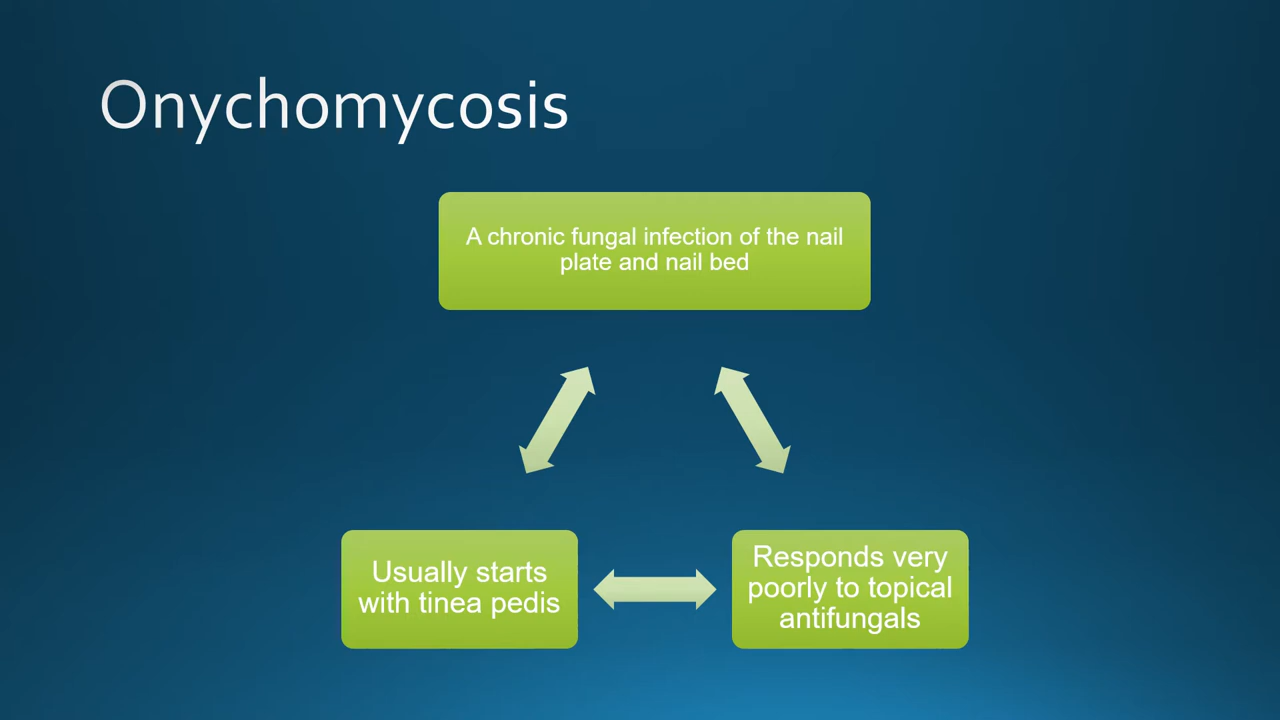 Onychomycosis
A chronic fungal infection of the nail
plate and nail bed
Usually starts
with tinea pedis
Responds very
poorly to topical
antifungals